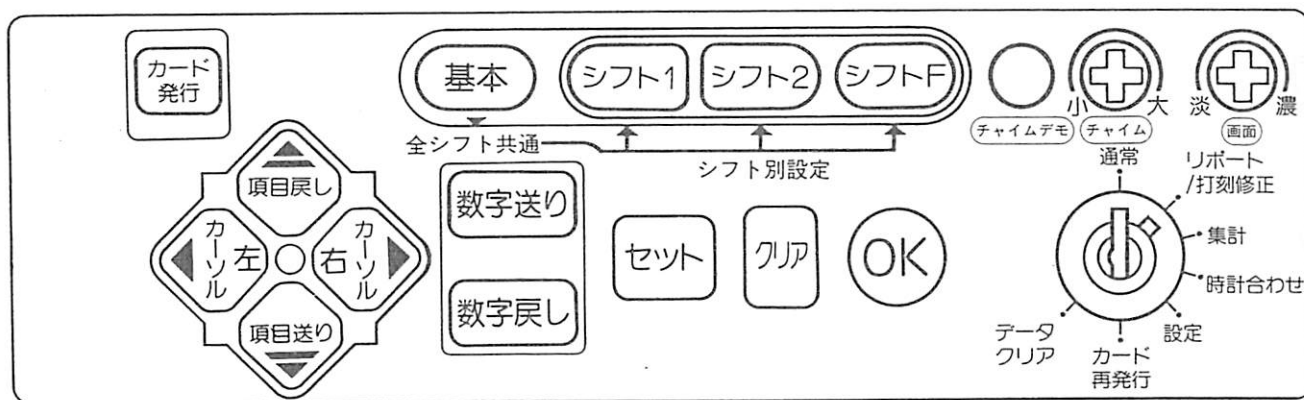 カード
発行
基本
シフト1
シフト2
シフトF
小
大
淡
濃
チャイムデモ
チャイム
画面
全シフト共通
シフト別設定
項目戻し
カーソル
左
右
カーソル
項目送り
数字送り
数字戻し
セット
クリア
OK
通常
リポート
/打刻修正
集計
時計合わせ
設定
カード
再発行
データ
クリア